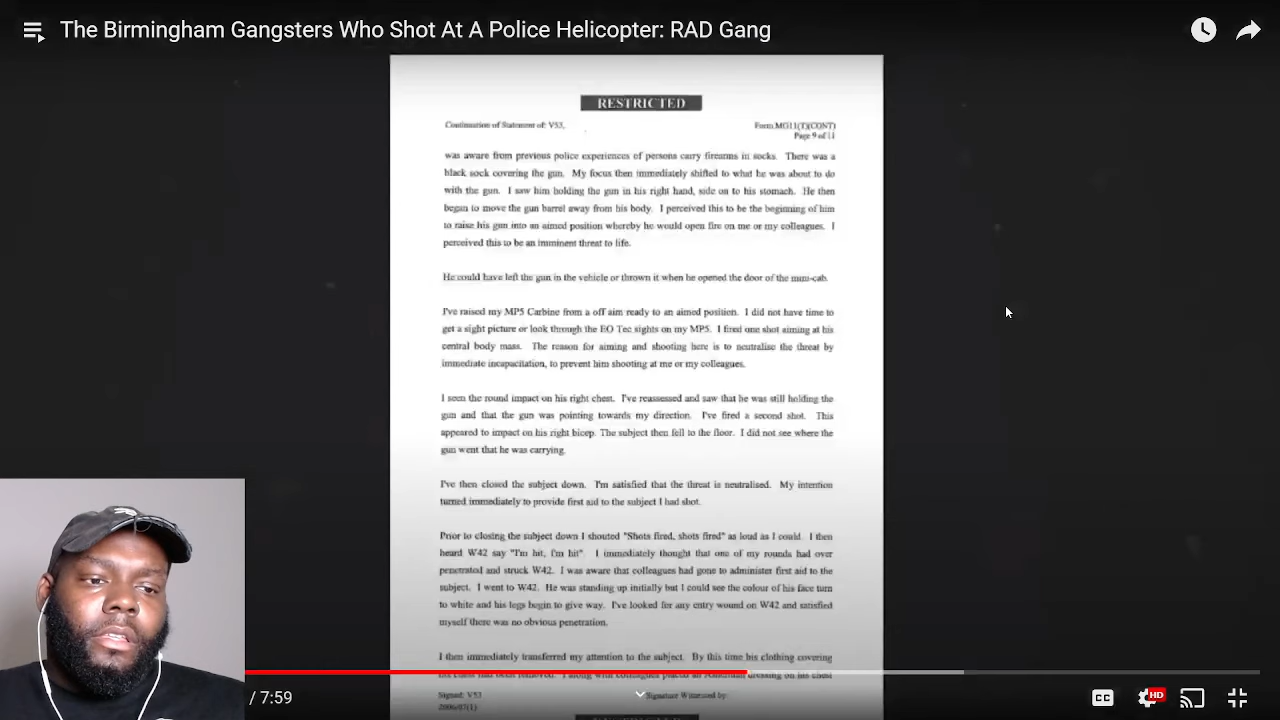 The Birmingham Gangsters Who Shot At A Police Helicopter: RAD Gang
RESTRICTED
Continuation of Statement of: V53,
Form MG11(T)(CONT)
Page 9 of 11
was aware from previous police experiences of persons carry firearms in socks. There was a
black sock covering the gun. My focus then immediately shifted to what he was about to do
with the gun. I saw him holding the gun in his right hand, side on to his stomach. He then
began to move the gun barrel away from his body. I perceived this to be the beginning of him
to raise his gun into an aimed position whereby he would open fire on me or my colleagues. I
perceived this to be an imminent threat to life.
He could have left the gun in the vehicle or thrown it when he opened the door of the mini-cab.
I've raised my MP5 Carbine from a off aim ready to an aimed position. I did not have time to
get a sight picture or look through the EO Tec sights on my MP5. I fired one shot aiming at his
central body mass. The reason for aiming and shooting here is to neutralise the threat by
immediate incapacitation, to prevent him shooting at me or my colleagues.
I seen the round impact on his right chest. I've reassessed and saw that he was still holding the
gun and that the gun was pointing towards my direction. I've fired a second shot. This
appeared to impact on his right bicep. The subject then fell to the floor. I did not see where the
gun went that he was carrying.
I've then closed the subject down. I'm satisfied that the threat is neutralised. My intention
turned immediately to provide first aid to the subject I had shot.
Prior to closing the subject down I shouted "Shots fired, shots fired" as loud as I could. I then
heard W42 say "I'm hit, I'm hit". I immediately thought that one of my rounds had over
penetrated and struck W42. I was aware that colleagues had gone to administer first aid to the
subject. I went to W42. He was standing up initially but I could see the colour of his face turn
to white and his legs begin to give way. I've looked for any entry wound on W42 and satisfied
myself there was no obvious penetration.
I then immediately transferred my attention to the subject. By this time his clothing covering
his chest had been removed. I along with colleagues placed an dressing on his chest
Signed: V53
Signature Witnessed by:
2006/07(1)
/ 7:59
CC
HD